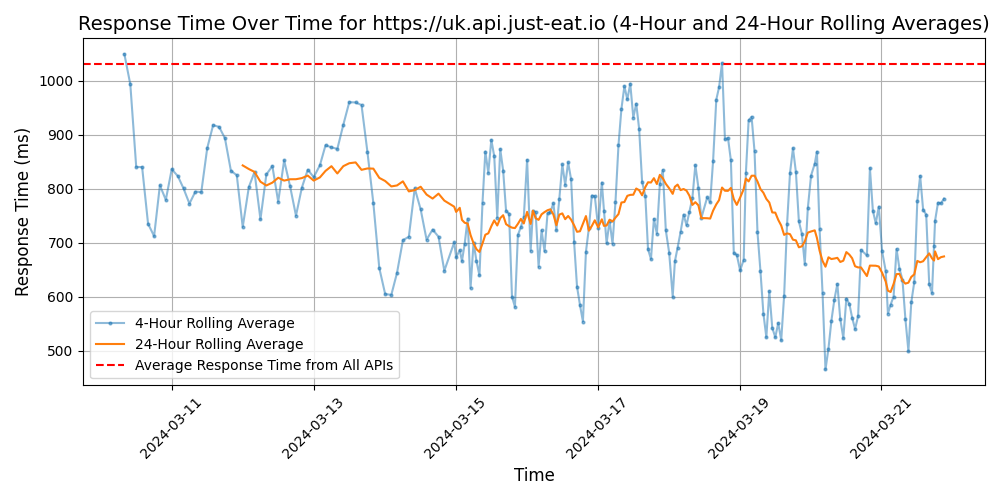 Response Time Over Time for https://uk.api.just-eat.io (4-Hour and 24-Hour Rolling Averages)
Response Time (ms)
1000
900
800
700
600
500
4-Hour Rolling Average
24-Hour Rolling Average
Average Response Time from All APIs
2024-03-11
2024-03-13
2024-03-15
2024-03-17
2024-03-19
2024-03-21
Time